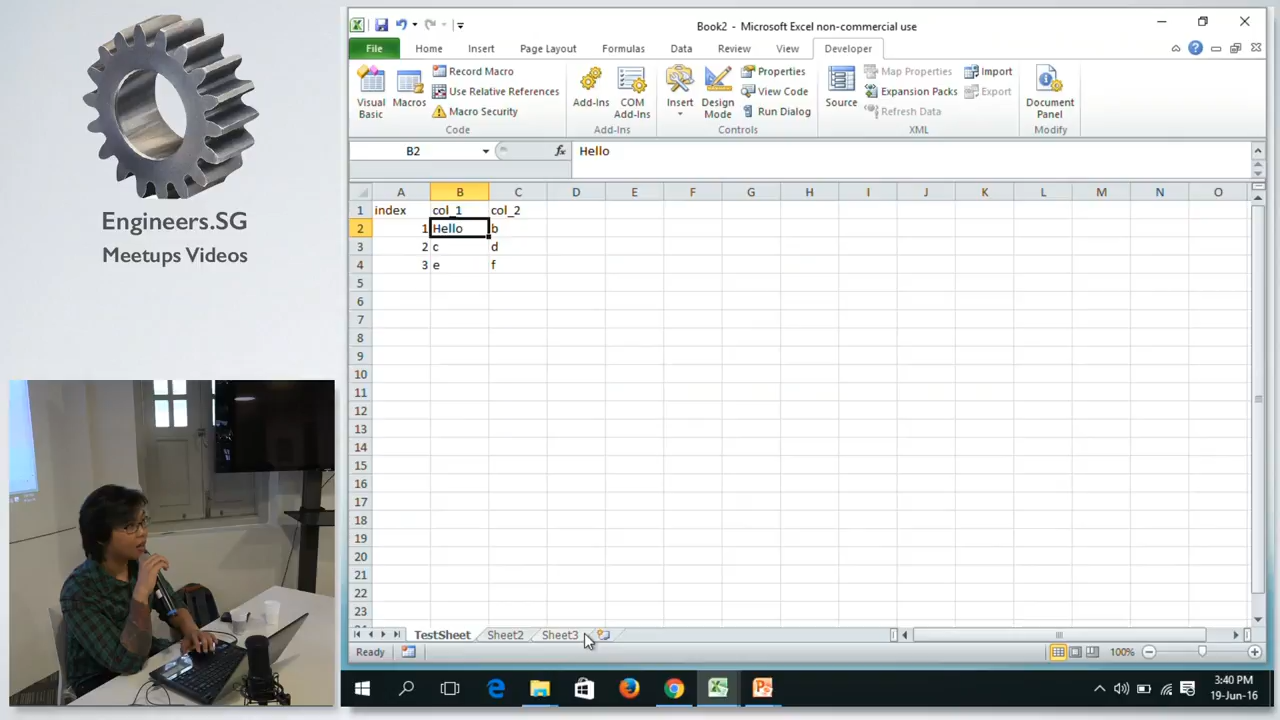 Engineers.SG
Meetups Videos
Book2 - Microsoft Excel non-commercial use
File Home Insert Page Layout Formulas Data Review View Developer
Visual Basic
Macros
Record Macro
Use Relative References
Macro Security
Code
Add-Ins
COM Add-Ins
Add-Ins
Insert
Design Mode
Properties
View Code
Run Dialog
Controls
Source
Map Properties
Expansion Packs
Refresh Data
Import
Export
XML
Document Panel
Modify
B2 fx Hello
A B C D E F G H I J K L M N O
1 index col_1 col_2
2 1 Hello b
3 2 c d
4 3 e f
5
6
7
8
9
10
11
12
13
14
15
16
17
18
19
20
21
22
23
TestSheet Sheet2 Sheet3
Ready 100%
3:40 PM
19-Jun-16